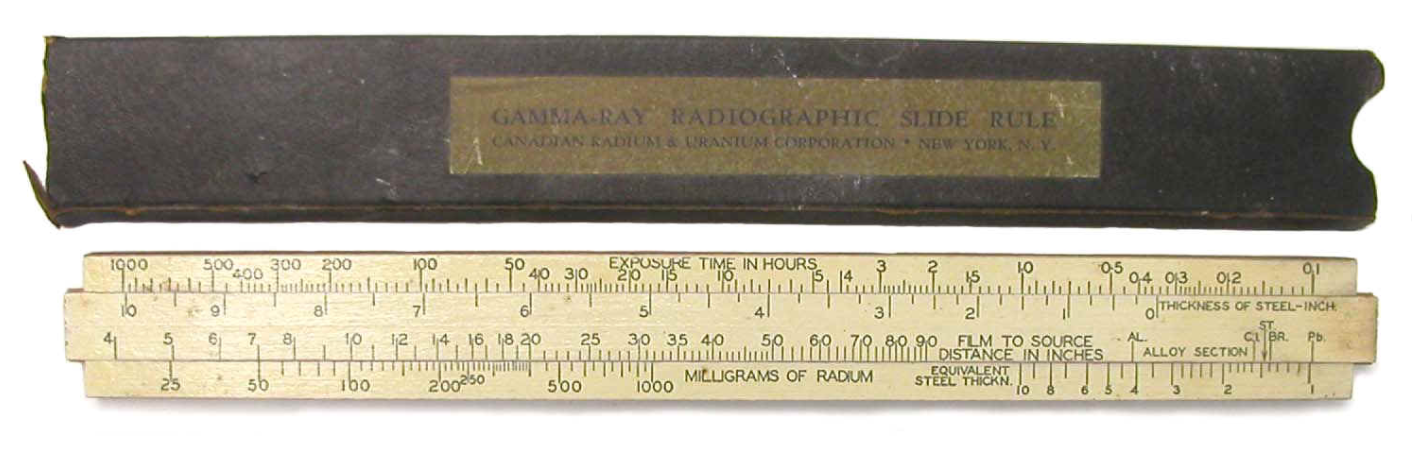 GAMMA-RAY RADIOGRAPHIC SLIDE RULE
CANADIAN RADIUM & URANIUM CORPORATION • NEW YORK, N.Y.
1000 500 400 300 200 100 50 40 30 20 15 10 5 4 3 2 1.5 1.0 0.5 0.4 0.3 0.2 0.1
EXPOSURE TIME IN HOURS
10 9 8 7 6 5 4 3 2 1 0 THICKNESS OF STEEL-INCH.
4 5 6 7 8 10 12 14 16 18 20 25 30 35 40 50 60 70 80 90 FILM TO SOURCE
DISTANCE IN INCHES
AL. ALLOY SECTION C.I. ST. BR. Pb.
25 50 100 200 250 500 1000 MILLIGRAMS OF RADIUM
EQUIVALENT
STEEL THICKN. 10 8 6 5 4 3 2 1